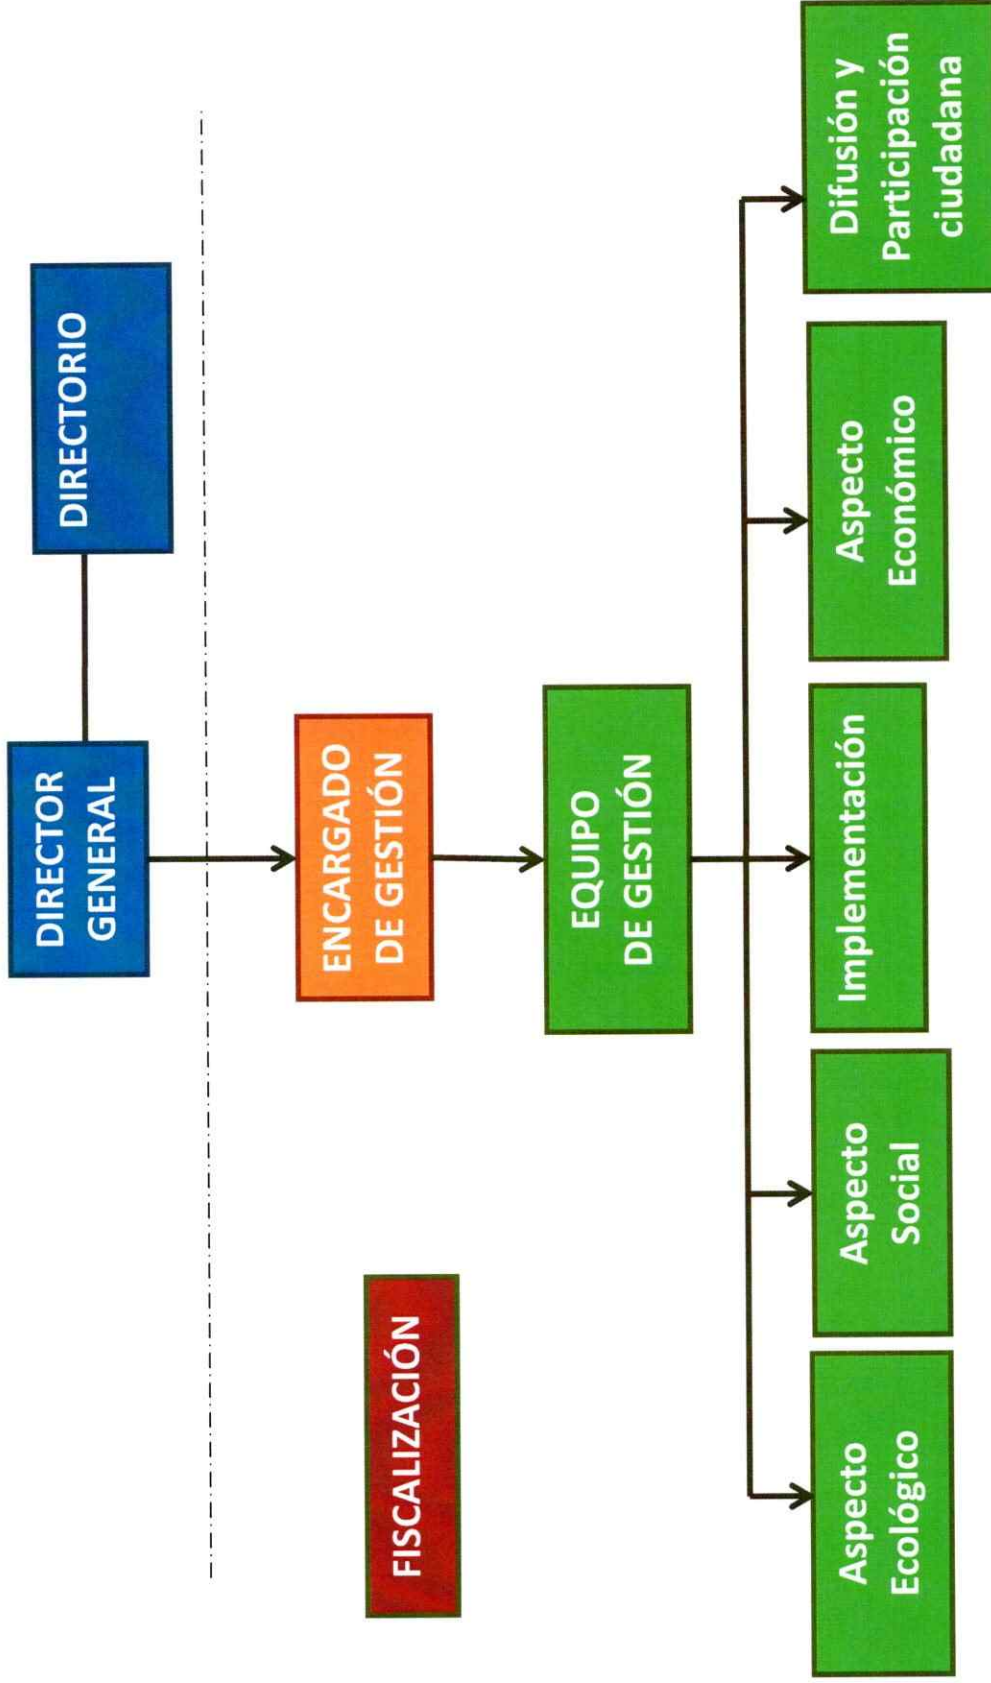 DIRECTOR
GENERAL
DIRECTORIO
ENCARGADO
DE GESTIÓN
FISCALIZACIÓN
EQUIPO
DE GESTIÓN
Aspecto
Ecológico
Aspecto
Social
Implementación
Aspecto
Económico
Difusión y
Participación
ciudadana